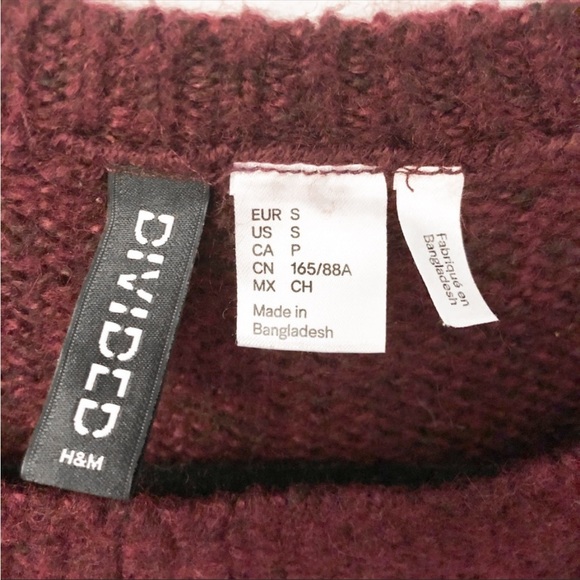 DIVIDED
H&M
EUR S
US S
CA P
CN 165/88A
MX CH
Made in
Bangladesh
Fabriqué en
Bangladesh